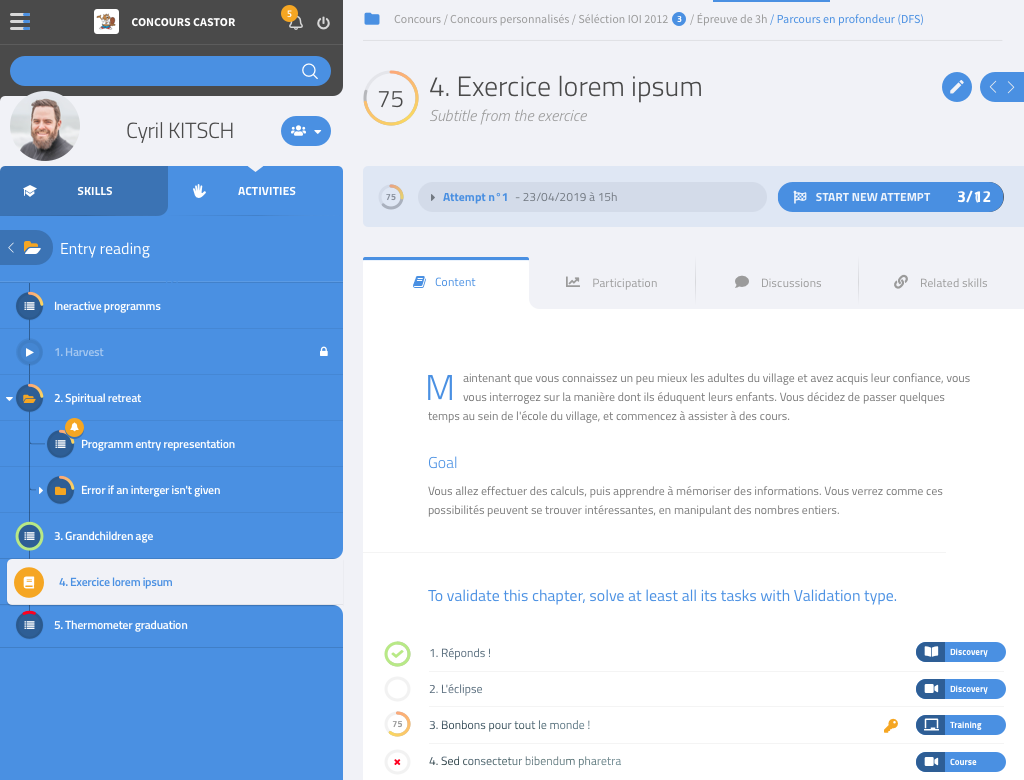 CONCOURS CASTOR
5
Cyril KITSCH
SKILLS
ACTIVITIES
Entry reading
Ineractive programms
1. Harvest
2. Spiritual retreat
Programm entry representation
Error if an interger isn't given
3. Grandchildren age
4. Exercice lorem ipsum
5. Thermometer graduation
Concours / Concours personnalisés / Séléction IOI 2012 3 / Épreuve de 3h / Parcours en profondeur (DFS)
75
4. Exercice lorem ipsum
Subtitle from the exercice
75
Attempt n°1 - 23/04/2019 à 15h
START NEW ATTEMPT 3/12
Content
Participation
Discussions
Related skills
Maintenant que vous connaissez un peu mieux les adultes du village et avez acquis leur confiance, vous
vous interrogez sur la manière dont ils éduquent leurs enfants. Vous décidez de passer quelques
temps au sein de l'école du village, et commencez à assister à des cours.
Goal
Vous allez effectuer des calculs, puis apprendre à mémoriser des informations. Vous verrez comme ces
possibilités peuvent se trouver intéressantes, en manipulant des nombres entiers.
To validate this chapter, solve at least all its tasks with Validation type.
1. Réponds !
Discovery
2. L'éclipse
Discovery
75
3. Bonbons pour tout le monde !
Training
4. Sed consectetur bibendum pharetra
Course